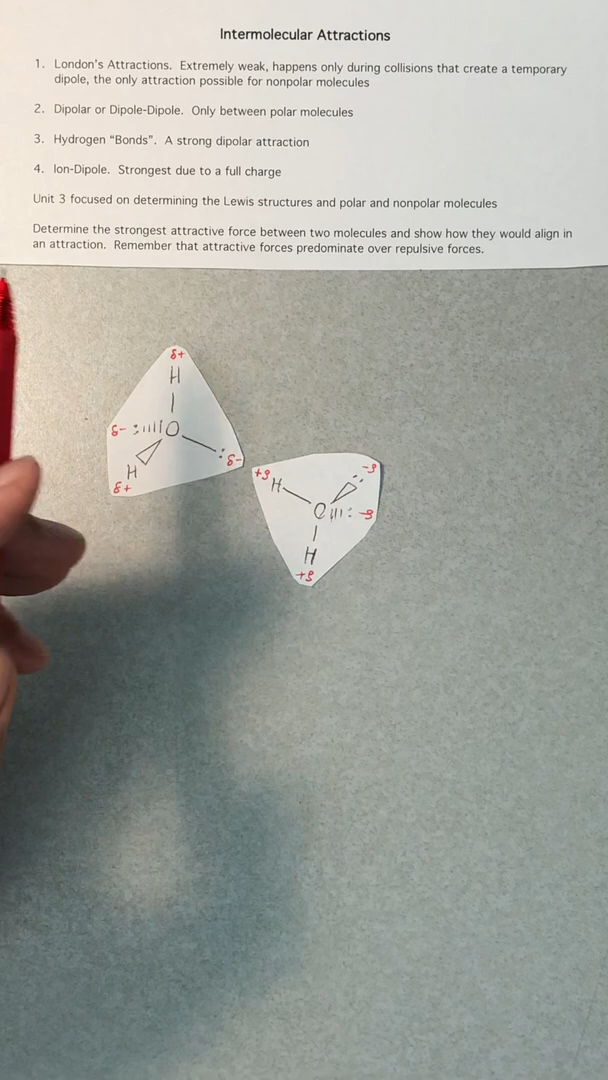 Intermolecular Attractions
1. London's Attractions. Extremely weak, happens only during collisions that create a temporary
dipole, the only attraction possible for nonpolar molecules
2. Dipolar or Dipole-Dipole. Only between polar molecules
3. Hydrogen “Bonds”. A strong dipolar attraction
4. Ion-Dipole. Strongest due to a full charge
Unit 3 focused on determining the Lewis structures and polar and nonpolar molecules
Determine the strongest attractive force between two molecules and show how they would align in
an attraction. Remember that attractive forces predominate over repulsive forces.
δ+
H
δ- : O
: δ-
H
δ+
δ+ H
: δ-
O : δ-
H
δ+